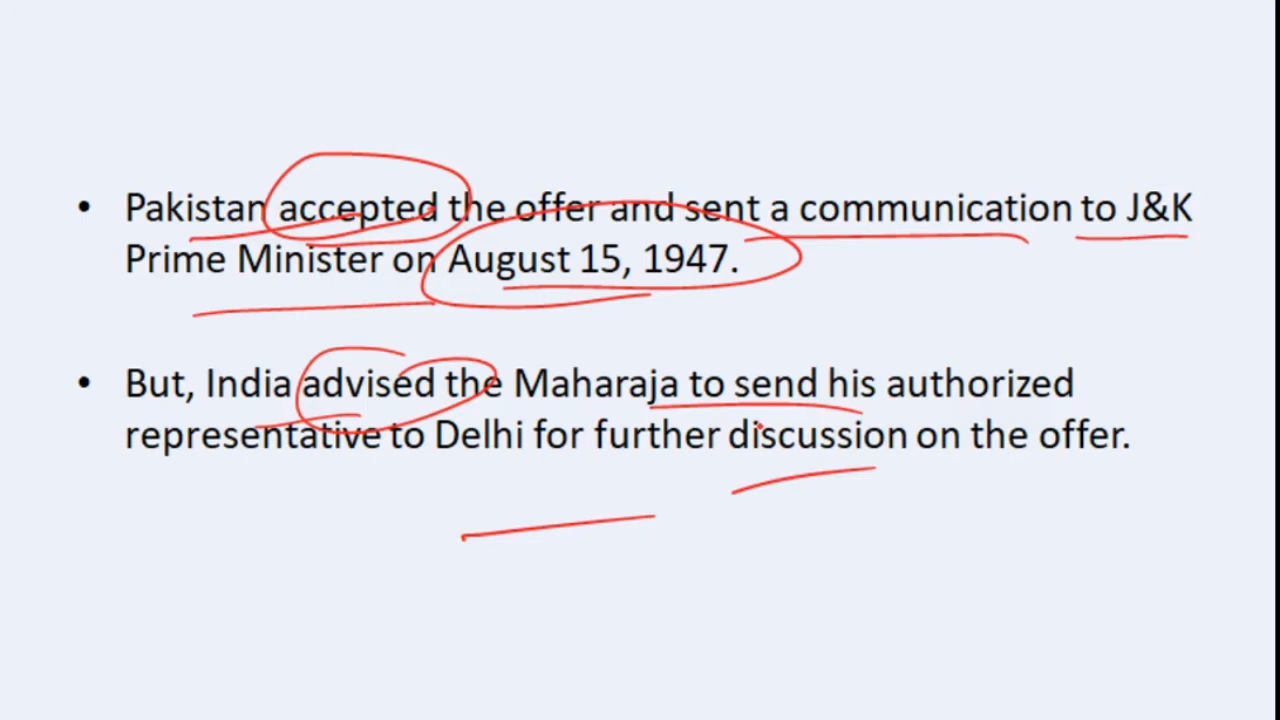 • Pakistan accepted the offer and sent a communication to J&K
Prime Minister on August 15, 1947.
• But, India advised the Maharaja to send his authorized
representative to Delhi for further discussion on the offer.